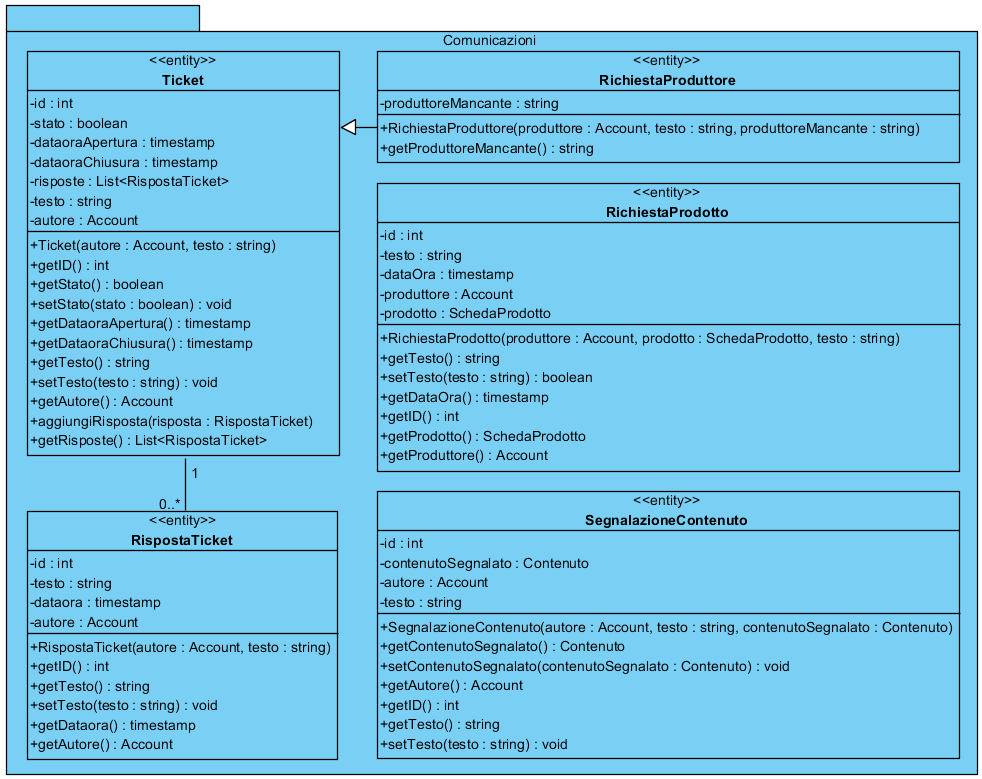 Comunicazioni
<<entity>>
Ticket
-id : int
-stato : boolean
-dataoraApertura : timestamp
-dataoraChiusura : timestamp
-risposte : List<RispostaTicket>
-testo : string
-autore : Account
+Ticket(autore : Account, testo : string)
+getID() : int
+getStato() : boolean
+setStato(stato : boolean) : void
+getDataoraApertura() : timestamp
+getDataoraChiusura() : timestamp
+getTesto() : string
+setTesto(testo : string) : void
+getAutore() : Account
+aggiungiRisposta(risposta : RispostaTicket)
+getRisposte() : List<RispostaTicket>
1
0..*
<<entity>>
RispostaTicket
-id : int
-testo : string
-dataora : timestamp
-autore : Account
+RispostaTicket(autore : Account, testo : string)
+getID() : int
+getTesto() : string
+setTesto(testo : string) : void
+getDataora() : timestamp
+getAutore() : Account
<<entity>>
RichiestaProduttore
-produttoreMancante : string
+RichiestaProduttore(produttore : Account, testo : string, produttoreMancante : string)
+getProduttoreMancante() : string
<<entity>>
RichiestaProdotto
-id : int
-testo : string
-dataOra : timestamp
-produttore : Account
-prodotto : SchedaProdotto
+RichiestaProdotto(produttore : Account, prodotto : SchedaProdotto, testo : string)
+getTesto() : string
+setTesto(testo : string) : boolean
+getDataOra() : timestamp
+getID() : int
+getProdotto() : SchedaProdotto
+getProduttore() : Account
<<entity>>
SegnalazioneContenuto
-id : int
-contenutoSegnalato : Contenuto
-autore : Account
-testo : string
+SegnalazioneContenuto(autore : Account, testo : string, contenutoSegnalato : Contenuto)
+getContenutoSegnalato() : Contenuto
+setContenutoSegnalato(contenutoSegnalato : Contenuto) : void
+getAutore() : Account
+getID() : int
+getTesto() : string
+setTesto(testo : string) : void